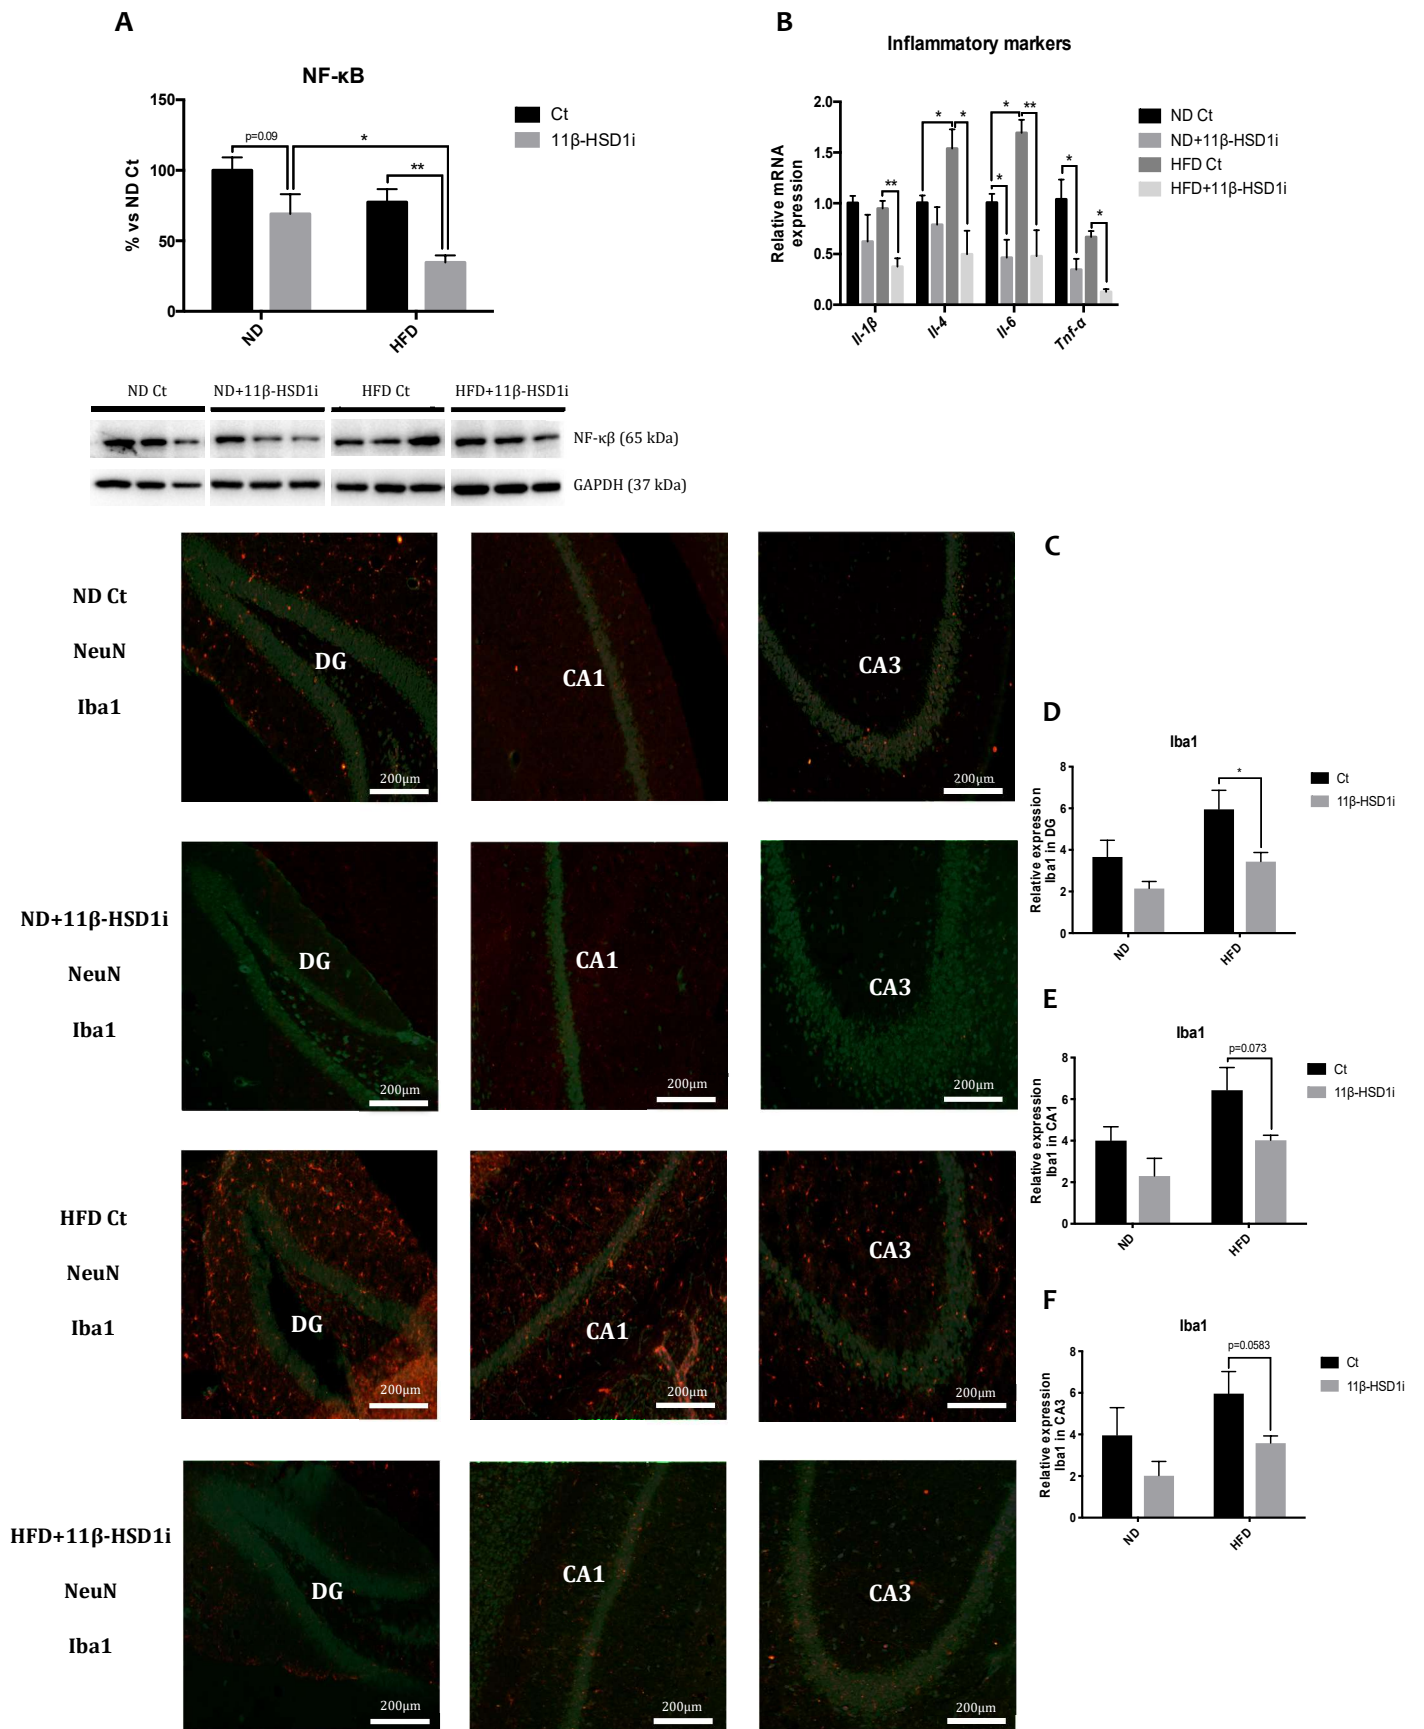 A
NF-κB
150
100
50
0
% vs ND Ct
p=0.09
*
**
ND
HFD
Ct
11β-HSD1i
B
Inflammatory markers
2.0
1.5
1.0
0.5
0.0
Relative mRNA
expression
**
*
*
*
*
**
*
*
Il-1β
Il-4
Il-6
Tnf-α
ND Ct
ND+11β-HSD1i
HFD Ct
HFD+11β-HSD1i
ND Ct
ND+11β-HSD1i
HFD Ct
HFD+11β-HSD1i
NF-κβ (65 kDa)
GAPDH (37 kDa)
C
ND Ct
NeuN
Iba1
DG
200μm
CA1
CA3
200μm
ND+11β-HSD1i
NeuN
Iba1
DG
200μm
CA1
200μm
CA3
200μm
HFD Ct
NeuN
Iba1
DG
200μm
CA1
200μm
CA3
200μm
HFD+11β-HSD1i
NeuN
Iba1
DG
200μm
CA1
200μm
CA3
200μm
D
Iba1
8
6
4
2
0
Relative expression
Iba1 in DG
*
ND
HFD
Ct
11β-HSD1i
E
Iba1
8
6
4
2
0
Relative expression
Iba1 in CA1
p=0.073
ND
HFD
Ct
11β-HSD1i
F
Iba1
8
6
4
2
0
Relative expression
Iba1 in CA3
p=0.0583
ND
HFD
Ct
11β-HSD1i